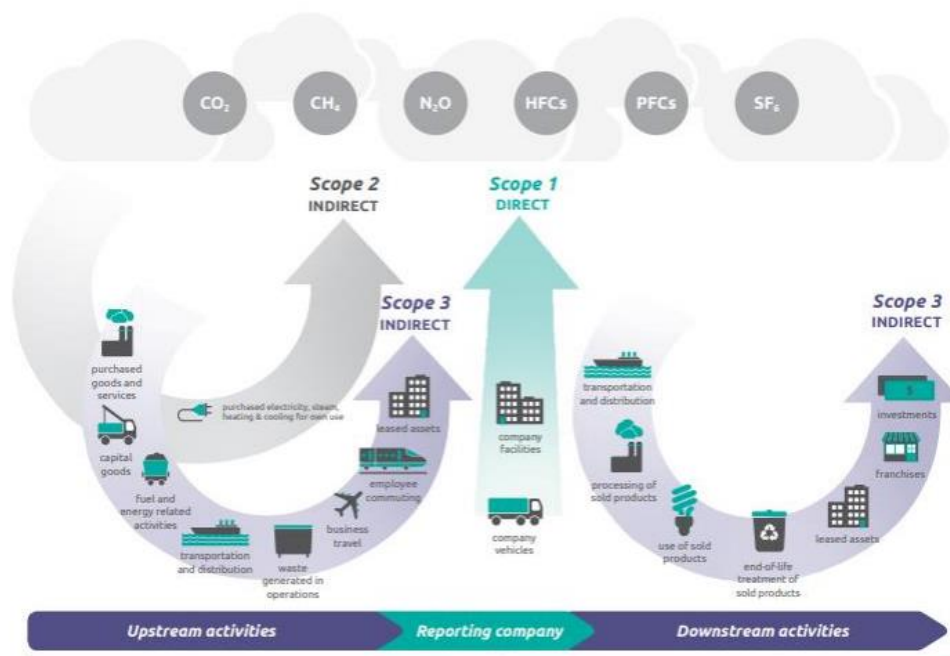 CO₂
CH₄
N₂O
HFCs
PFCs
SF₆
Scope 2
INDIRECT
Scope 1
DIRECT
Scope 3
INDIRECT
Scope 3
INDIRECT
purchased
goods and
services
capital
goods
fuel and
energy related
activities
transportation
and distribution
waste
generated in
operations
business
travel
employee
commuting
leased assets
purchased electricity, steam,
heating & cooling for own use
company
facilities
company
vehicles
transportation
and distribution
processing of
sold products
use of sold
products
end-of-life
treatment of
sold products
leased assets
franchises
$
investments
Upstream activities
Reporting company
Downstream activities